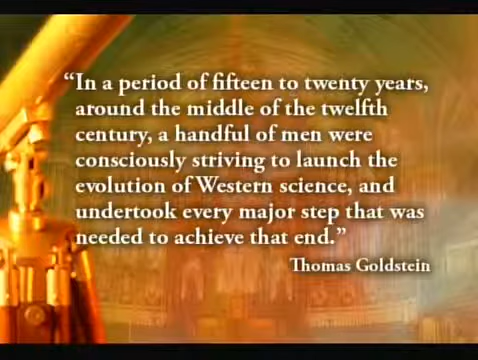 “In a period of fifteen to twenty years,
around the middle of the twelfth
century, a handful of men were
consciously striving to launch the
evolution of Western science, and
undertook every major step that was
needed to achieve that end.”
Thomas Goldstein